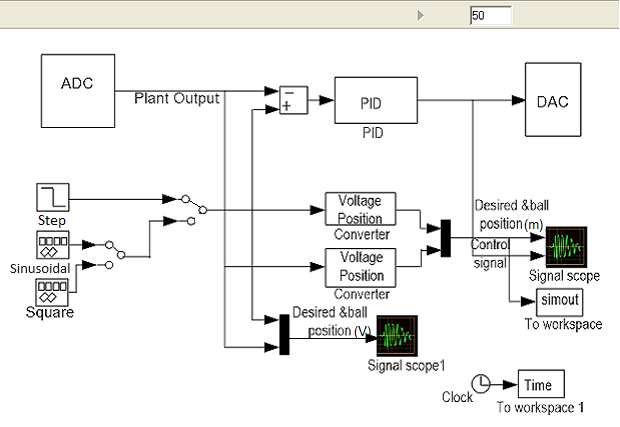 50
ADC
Plant Output
−
+
PID
PID
DAC
Step
Sinusoidal
Square
Voltage
Position
Converter
Voltage
Position
Converter
Desired &ball
position(m)
Control
signal
Signal scope
simout
To workspace
Desired &ball
position (V)
Signal scope1
Clock
Time
To workspace 1